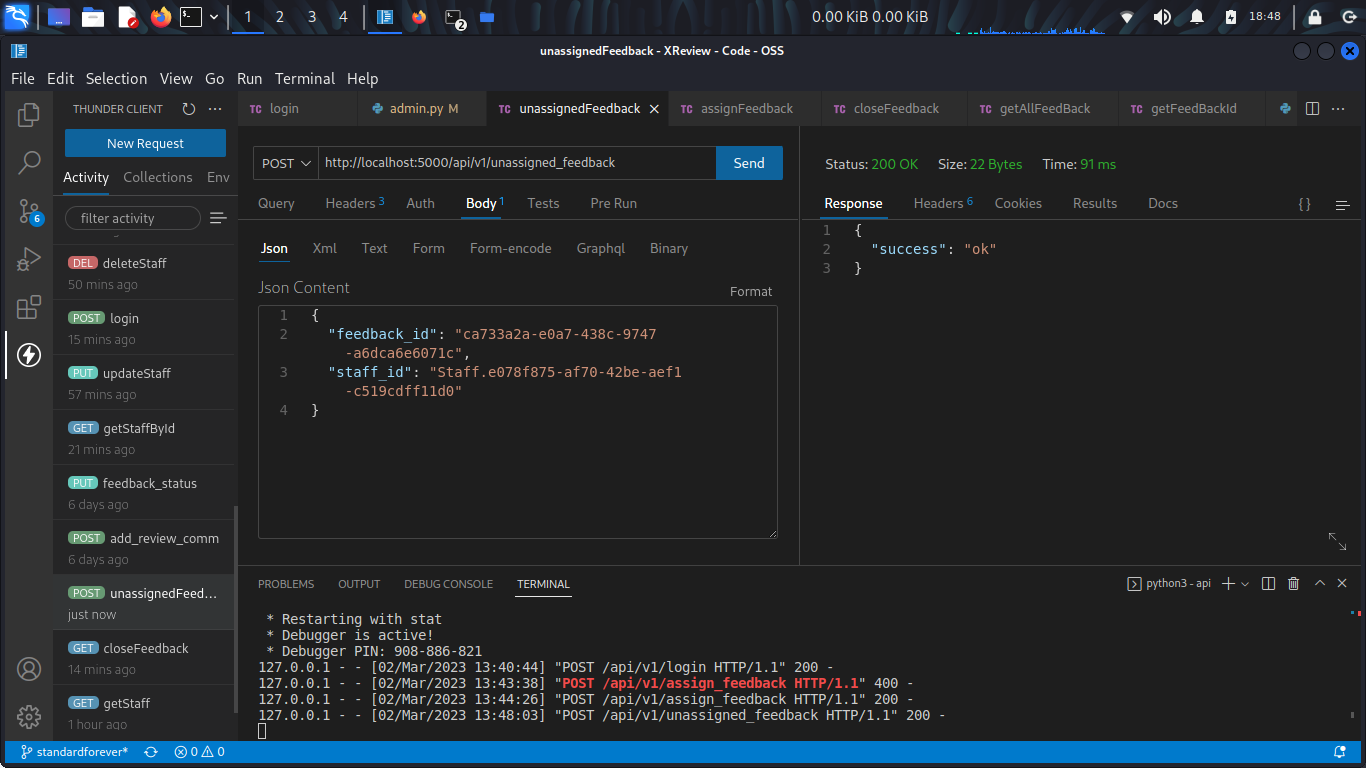 1 2 3 4 2 0.00 KiB 0.00 KiB 18:48
unassignedFeedback - XReview - Code - OSS
File Edit Selection View Go Run Terminal Help
THUNDER CLIENT ···
New Request
Activity Collections Env
filter activity
DEL deleteStaff
50 mins ago
POST login
15 mins ago
PUT updateStaff
57 mins ago
GET getStaffById
21 mins ago
PUT feedback_status
6 days ago
POST add_review_comm
6 days ago
POST unassignedFeed...
just now
GET closeFeedback
14 mins ago
GET getStaff
1 hour ago
6
TC login admin.py M TC unassignedFeedback TC assignFeedback TC closeFeedback TC getAllFeedBack TC getFeedBackId ···
POST http://localhost:5000/api/v1/unassigned_feedback Send
Query Headers 3 Auth Body 1 Tests Pre Run
Json Xml Text Form Form-encode Graphql Binary
Json Content Format
1 {
2 "feedback_id": "ca733a2a-e0a7-438c-9747
-a6dca6e6071c",
3 "staff_id": "Staff.e078f875-af70-42be-aef1
-c519cdff11d0"
4 }
Status: 200 OK Size: 22 Bytes Time: 91 ms
Response Headers 6 Cookies Results Docs { }
1 {
2 "success": "ok"
3 }
PROBLEMS OUTPUT DEBUG CONSOLE TERMINAL python3 - api
* Restarting with stat
* Debugger is active!
* Debugger PIN: 908-886-821
127.0.0.1 - - [02/Mar/2023 13:40:44] "POST /api/v1/login HTTP/1.1" 200 -
127.0.0.1 - - [02/Mar/2023 13:43:38] "POST /api/v1/assign_feedback HTTP/1.1" 400 -
127.0.0.1 - - [02/Mar/2023 13:44:26] "POST /api/v1/assign_feedback HTTP/1.1" 200 -
127.0.0.1 - - [02/Mar/2023 13:48:03] "POST /api/v1/unassigned_feedback HTTP/1.1" 200 -
standardforever* 0 0